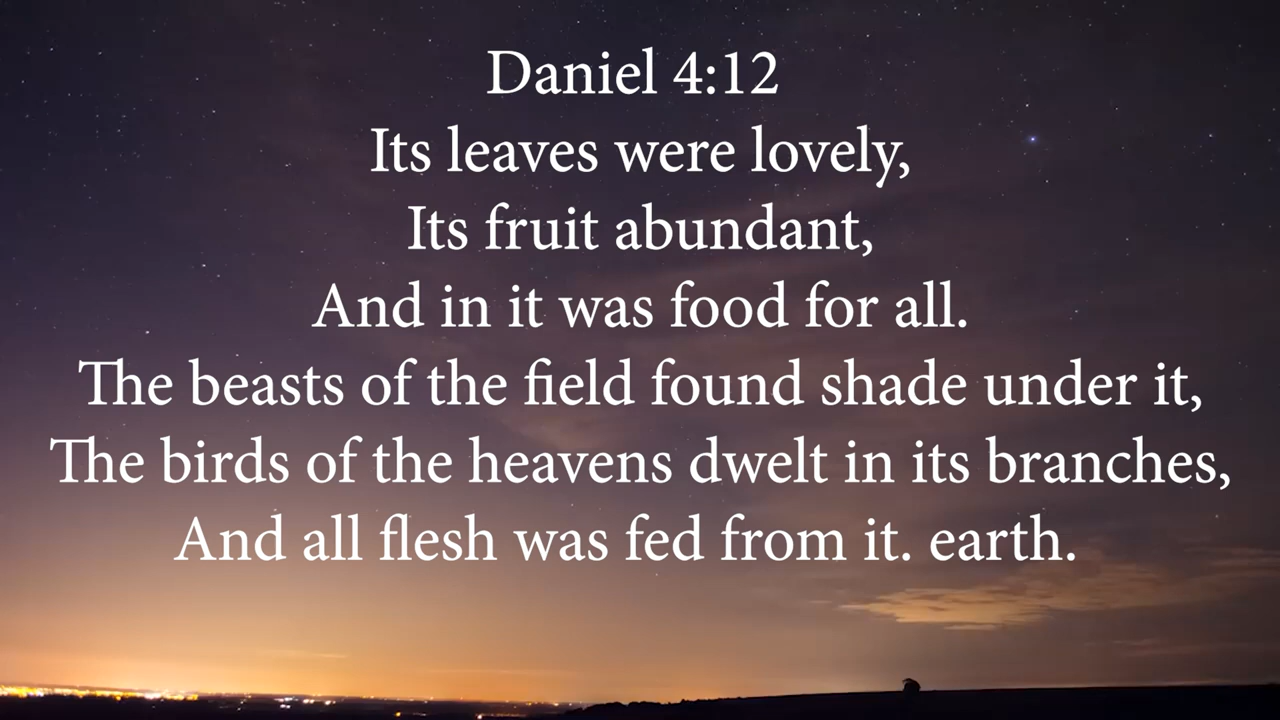 Daniel 4:12
Its leaves were lovely,
Its fruit abundant,
And in it was food for all.
The beasts of the field found shade under it,
The birds of the heavens dwelt in its branches,
And all flesh was fed from it. earth.